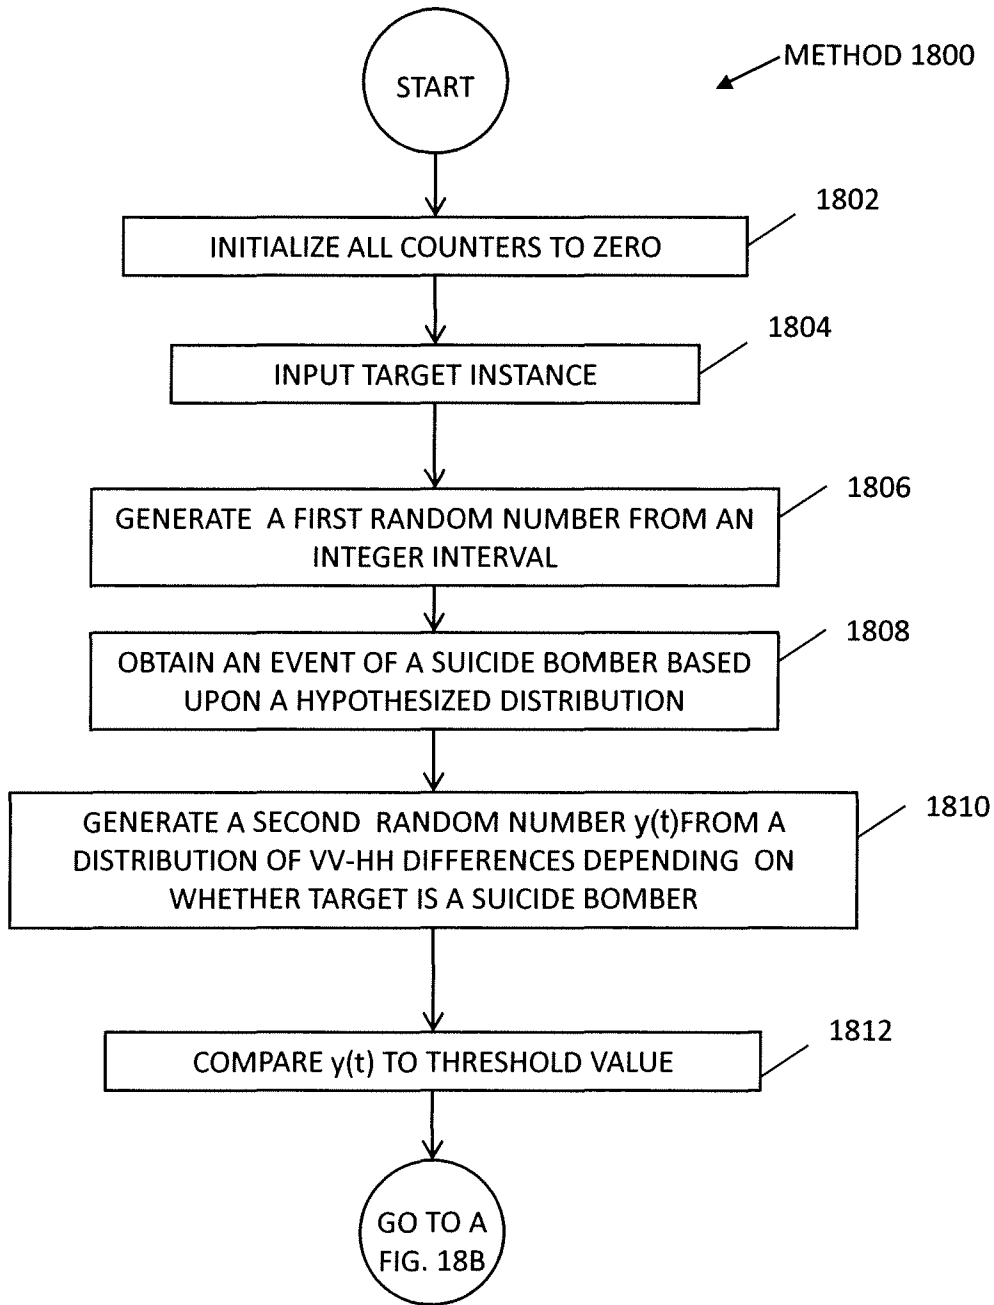 START
METHOD 1800
1802
INITIALIZE ALL COUNTERS TO ZERO
1804
INPUT TARGET INSTANCE
1806
GENERATE A FIRST RANDOM NUMBER FROM AN
INTEGER INTERVAL
1808
OBTAIN AN EVENT OF A SUICIDE BOMBER BASED
UPON A HYPOTHESIZED DISTRIBUTION
1810
GENERATE A SECOND RANDOM NUMBER y(t)FROM A
DISTRIBUTION OF VV-HH DIFFERENCES DEPENDING ON
WHETHER TARGET IS A SUICIDE BOMBER
1812
COMPARE y(t) TO THRESHOLD VALUE
GO TO A
FIG. 18B